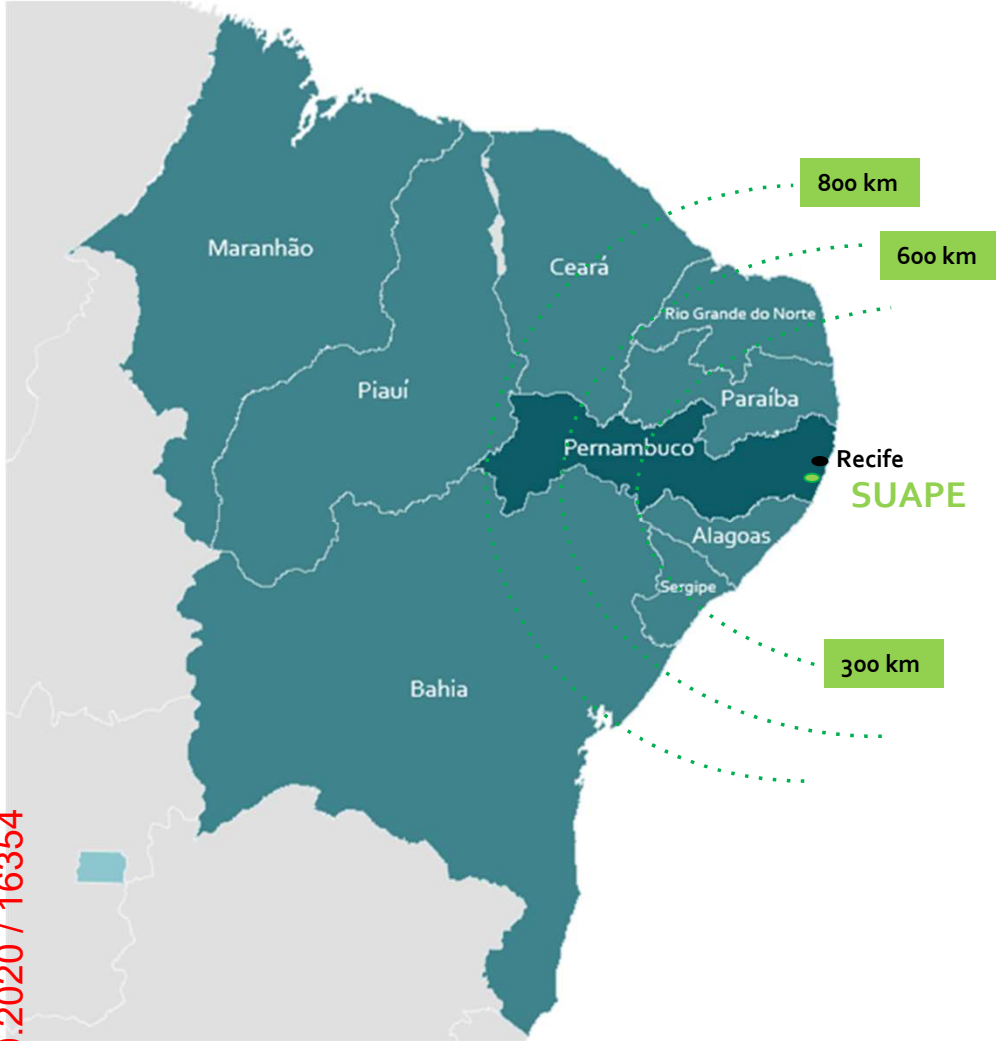 800 km
600 km
Maranhão
Ceará
Rio Grande do Norte
Piauí
Paraíba
Pernambuco
Recife
SUAPE
Alagoas
Sergipe
300 km
Bahia
.2020 / 16354